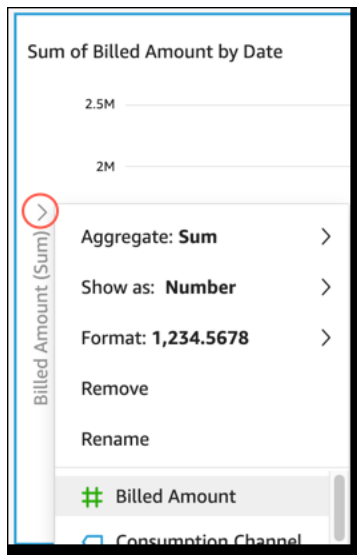 Sum of Billed Amount by Date
2.5M
2M
Billed Amount (Sum)
Aggregate: Sum
Show as: Number
Format: 1,234.5678
Remove
Rename
Billed Amount
Consumption Channel